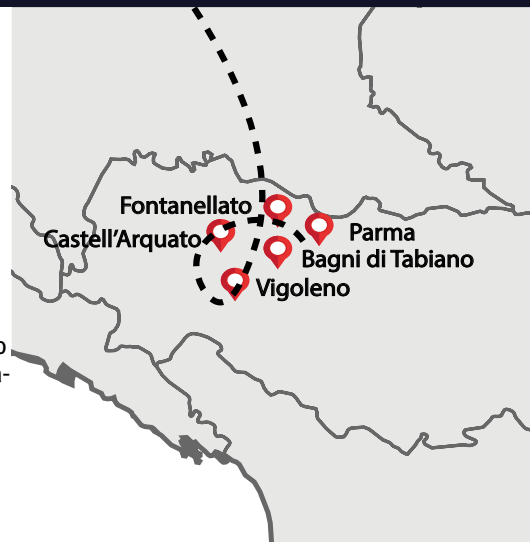 Fontanellato
Castell'Arquato
Parma
Bagni di Tabiano
Vigoleno